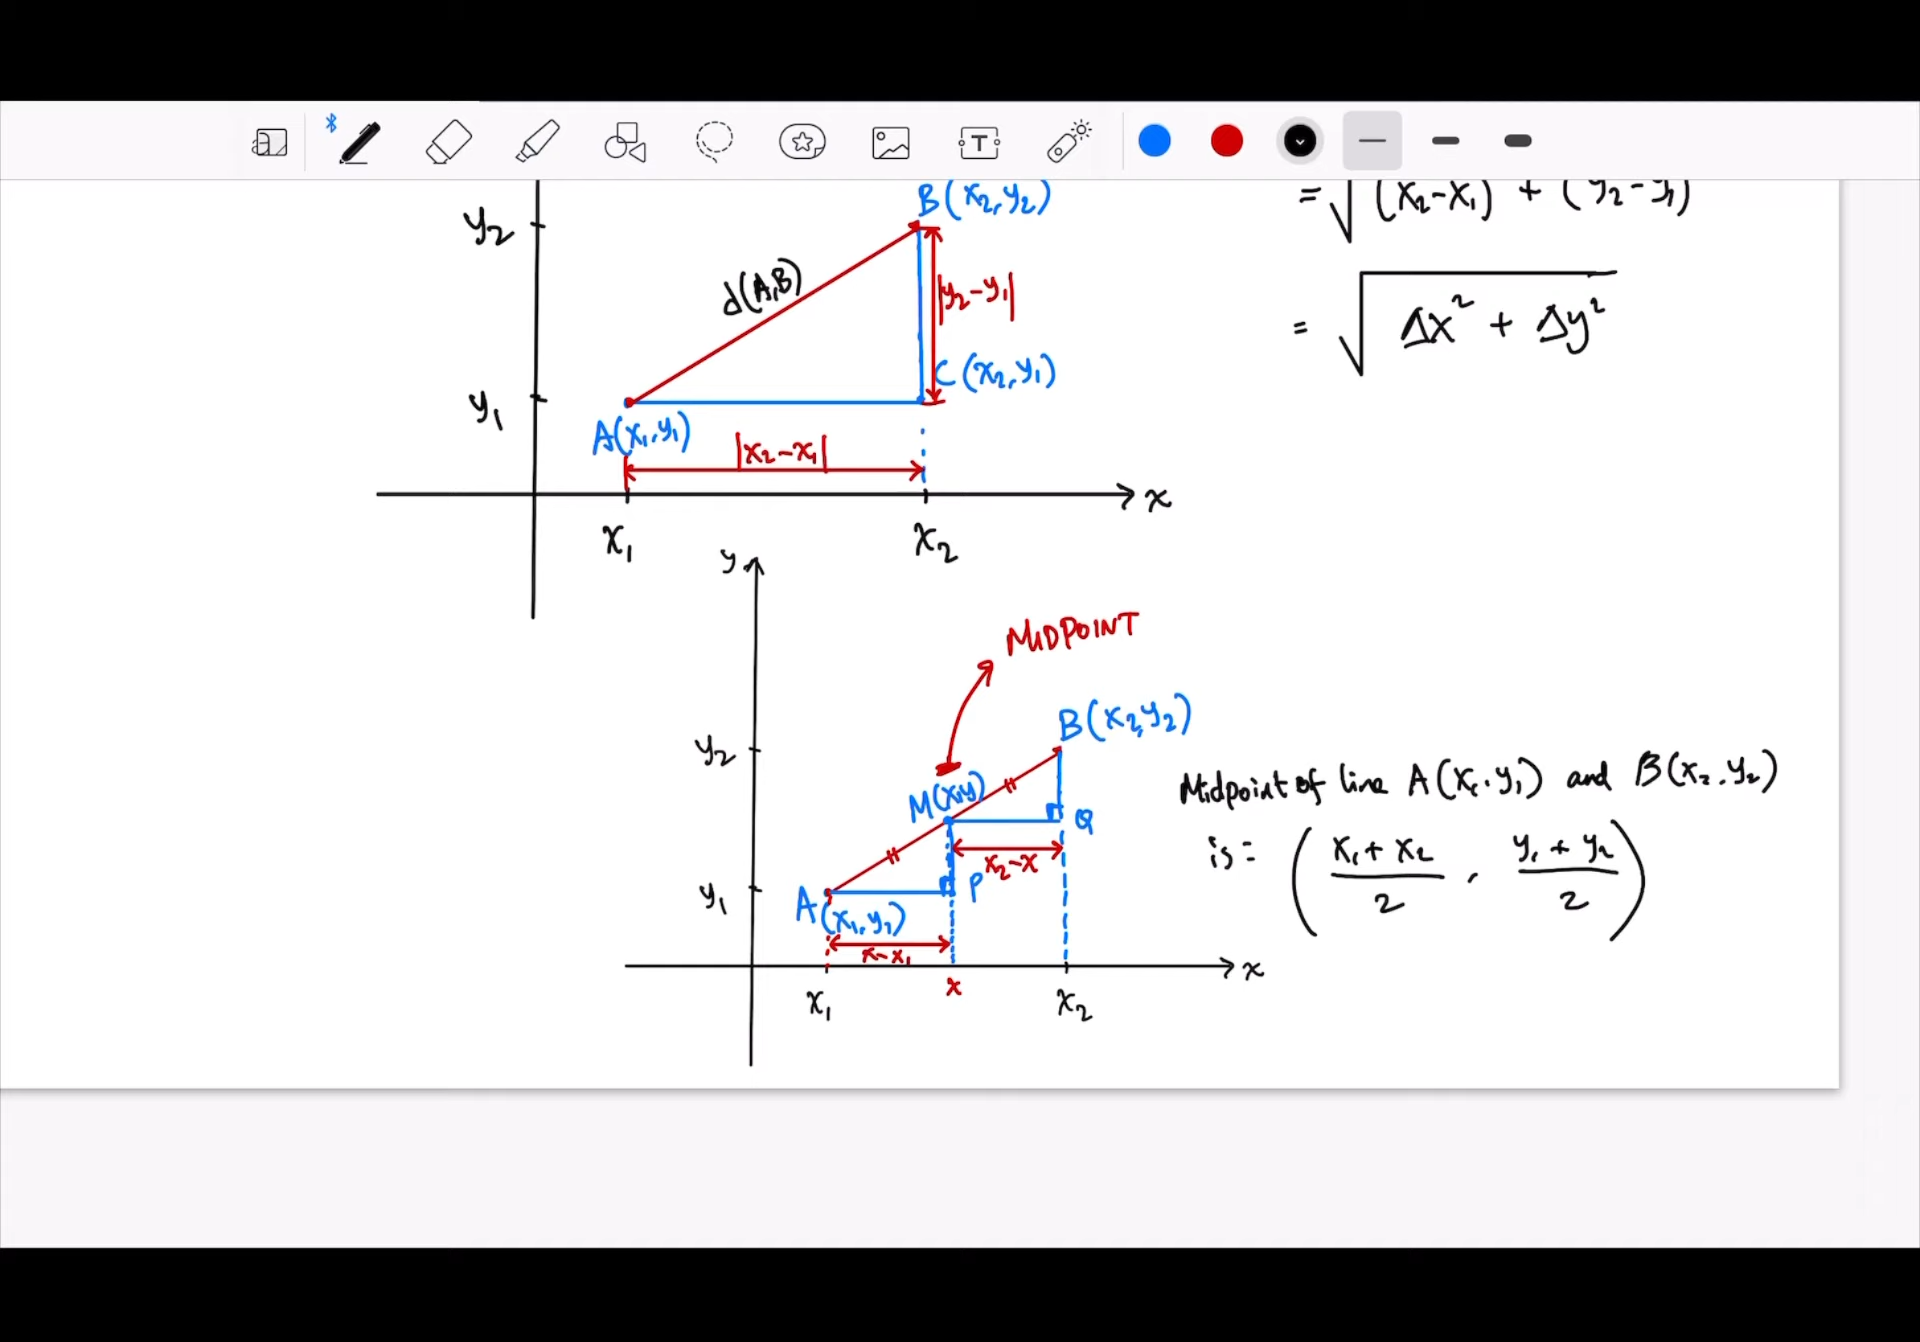 y₂
B(x₂,y₂)
d(A,B)
|y₂-y₁|
C(x₂,y₁)
y₁
A(x₁,y₁)
|x₂-x₁|
x
x₁
x₂
=√(x₂-x₁) + (y₂-y₁)
= √Δx² + Δy²
y
MIDPOINT
B(x₂,y₂)
y₂
M(x,y)
Q
x₂-x
P
y₁
A(x₁,y₁)
x-x₁
x
x₁
x
x₂
Midpoint of line A(x₁,y₁) and B(x₂,y₂)
is = ( x₁+x₂ / 2 , y₁+y₂ / 2 )
T